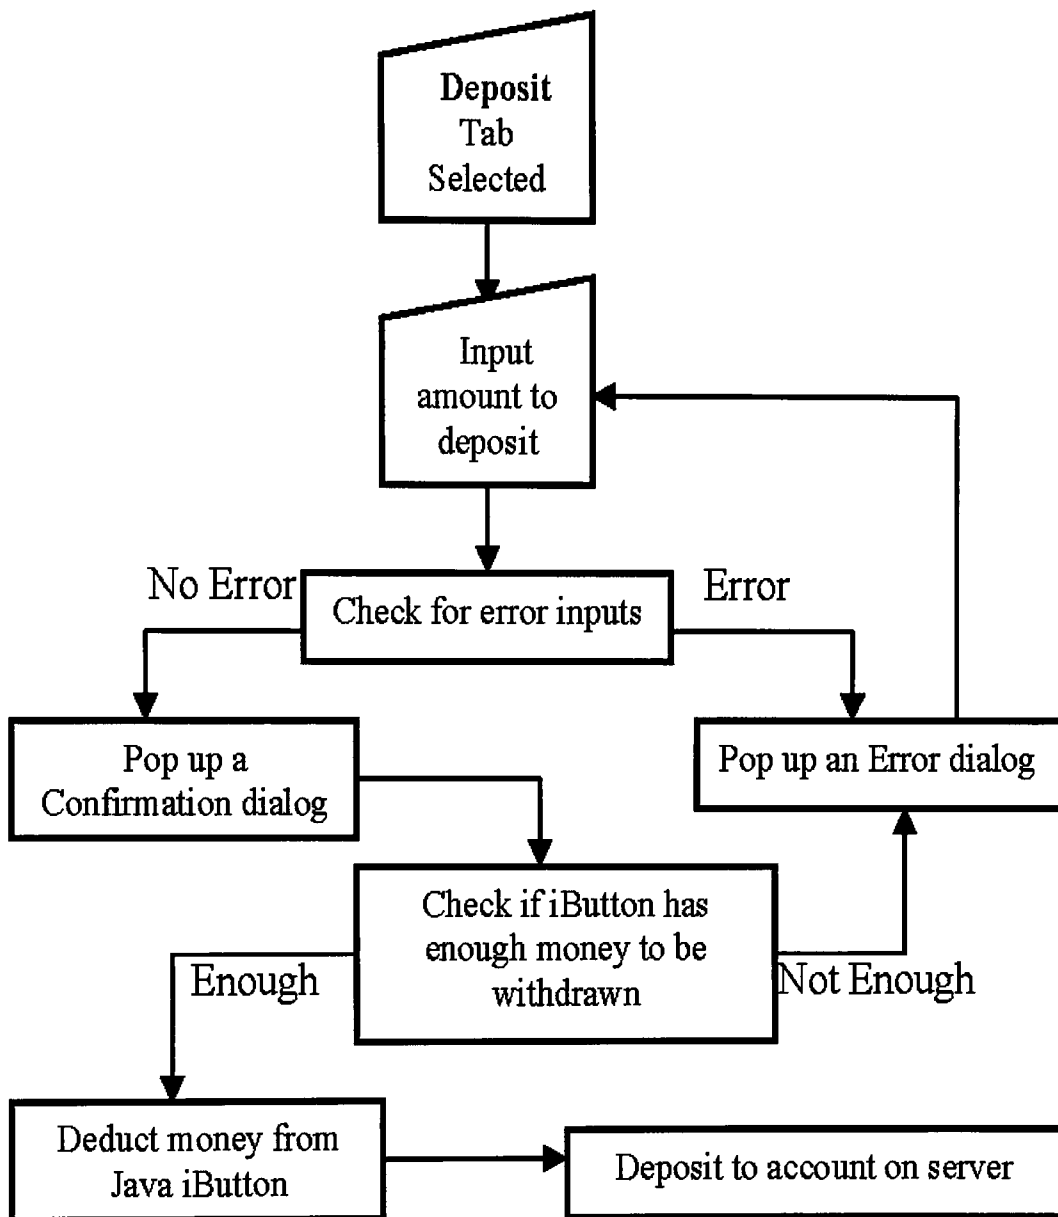 Deposit
Tab
Selected
Input
amount to
deposit
No Error
Error
Check for error inputs
Pop up a
Confirmation dialog
Pop up an Error dialog
Check if iButton has
enough money to be
withdrawn
Enough
Not Enough
Deduct money from
Java iButton
Deposit to account on server